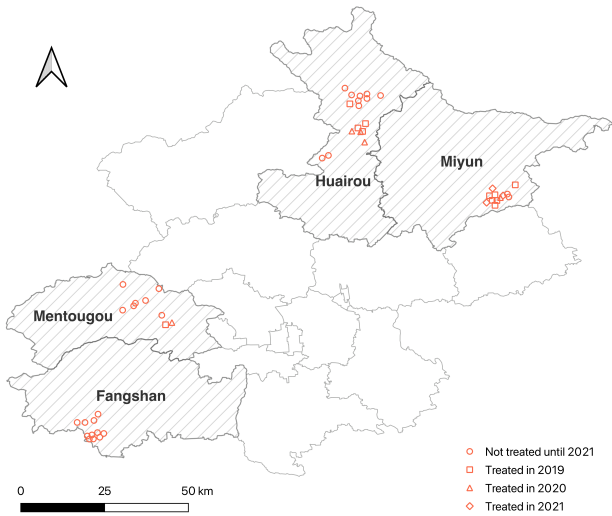 Miyun
Huairou
Mentougou
Fangshan
Not treated until 2021
Treated in 2019
Treated in 2020
Treated in 2021
0 25 50 km